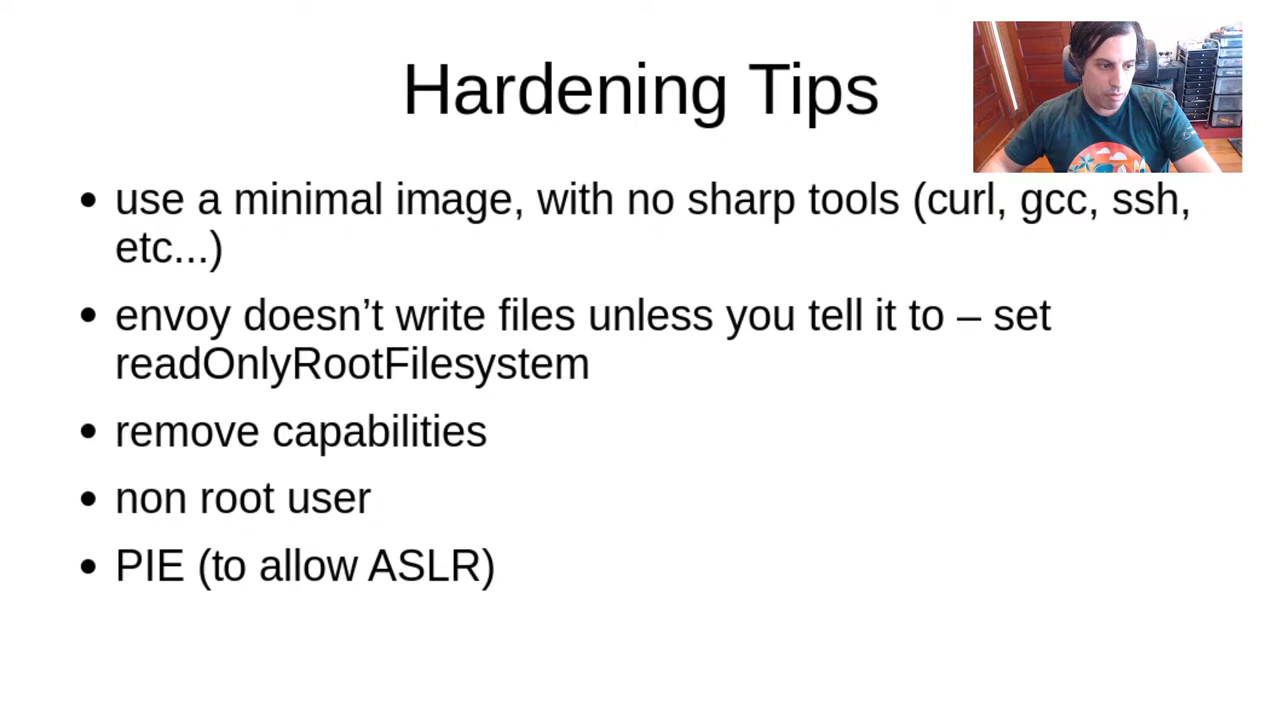 Hardening Tips
• use a minimal image, with no sharp tools (curl, gcc, ssh,
etc...)
• envoy doesn’t write files unless you tell it to – set
readOnlyRootFilesystem
• remove capabilities
• non root user
• PIE (to allow ASLR)